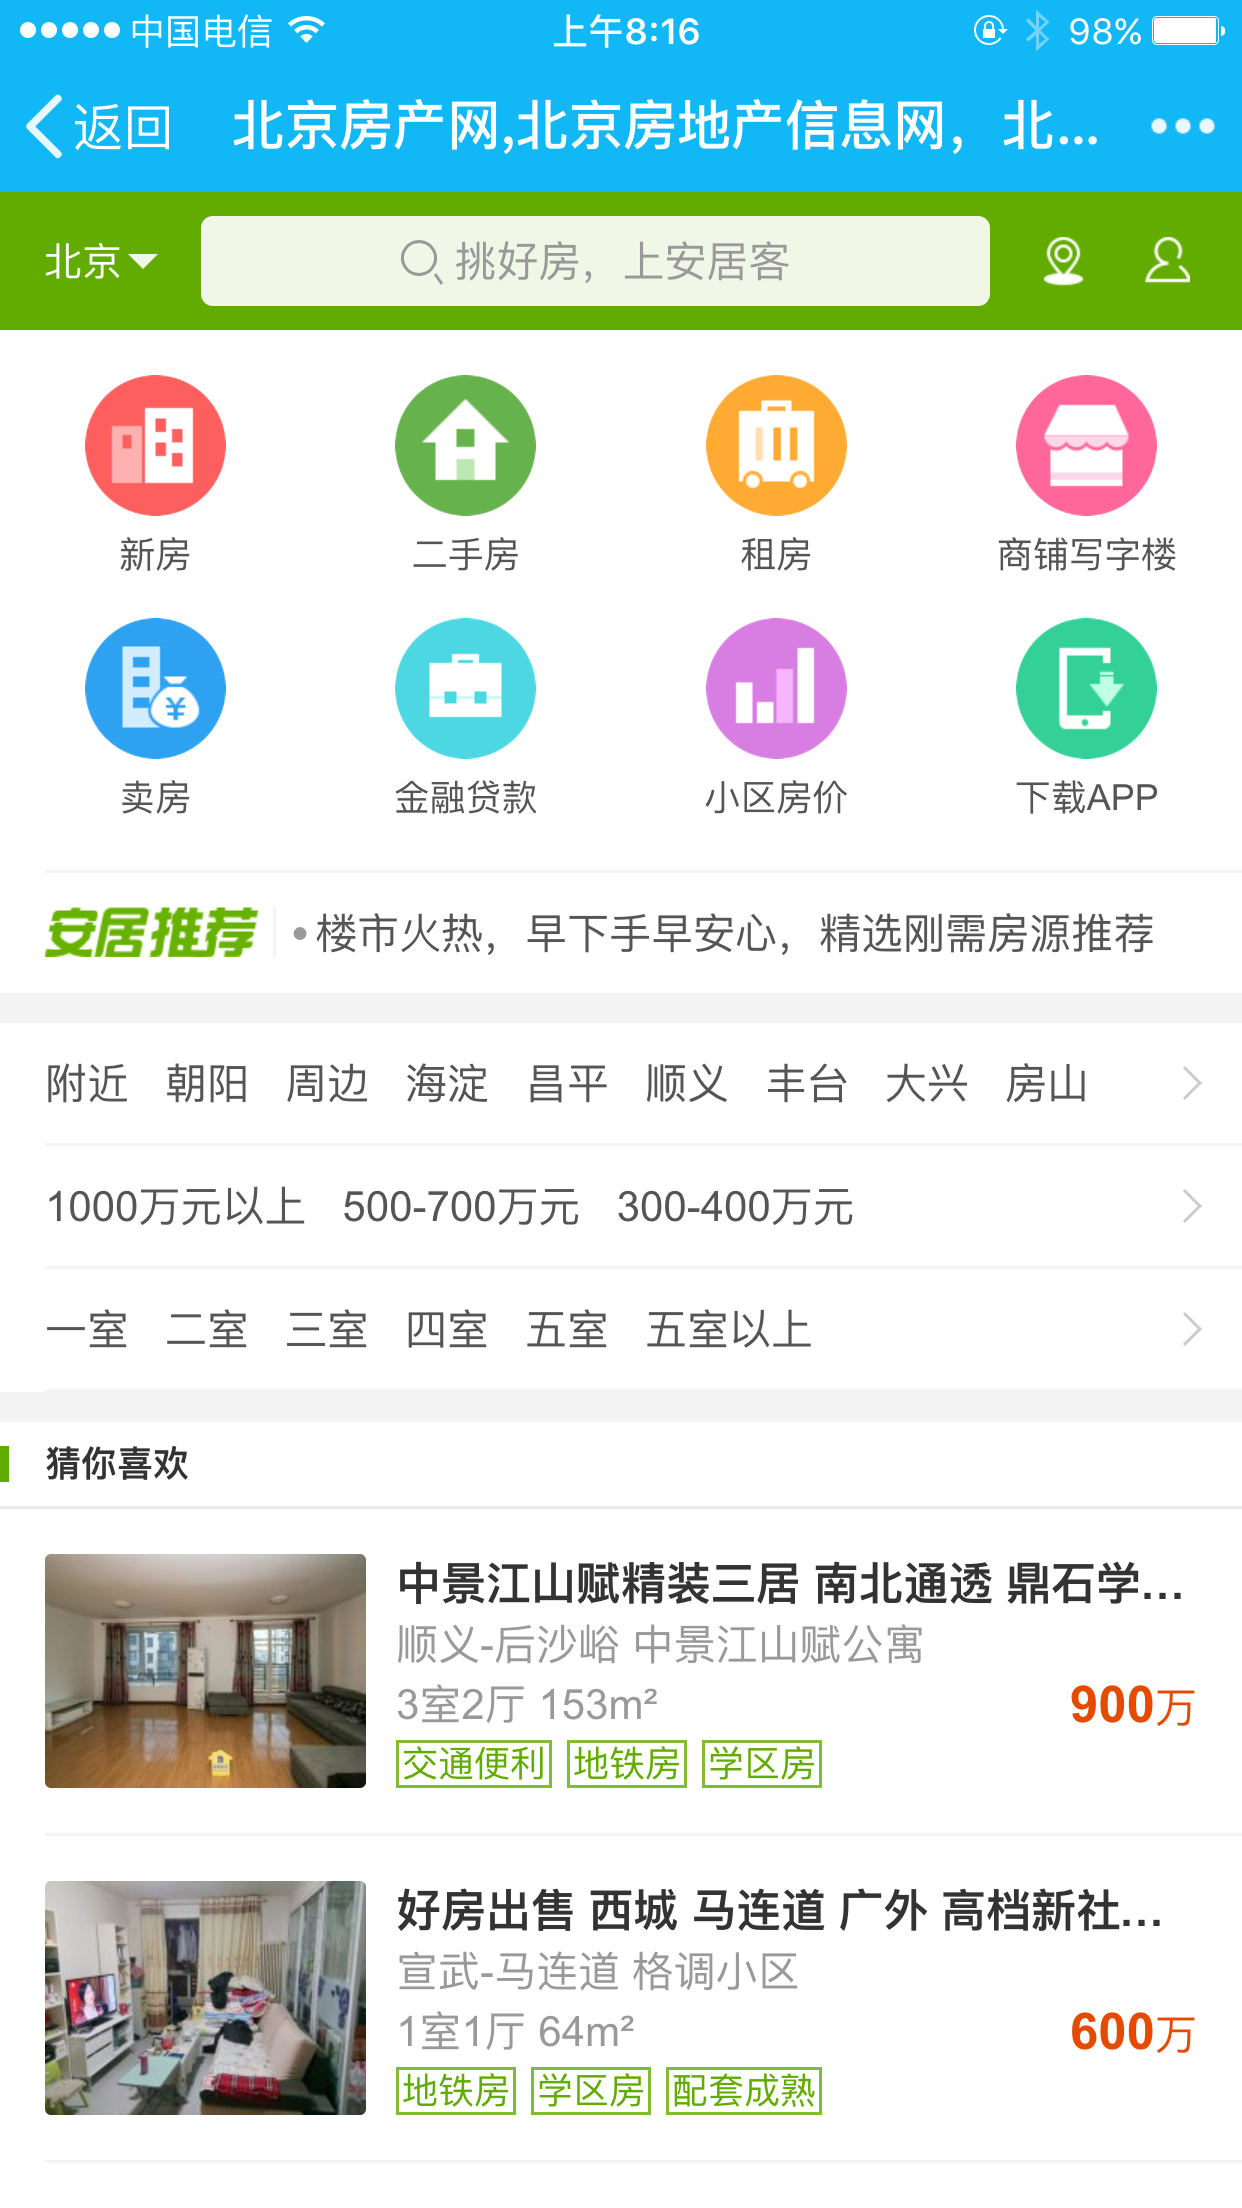 中国电信 上午8:16 98%
返回 北京房产网,北京房地产信息网，北...
北京 挑好房，上安居客
新房 二手房 租房 商铺写字楼
卖房 金融贷款 小区房价 下载APP
安居推荐 •楼市火热，早下手早安心，精选刚需房源推荐
附近 朝阳 周边 海淀 昌平 顺义 丰台 大兴 房山
1000万元以上 500-700万元 300-400万元
一室 二室 三室 四室 五室 五室以上
猜你喜欢
中景江山赋精装三居 南北通透 鼎石学...
顺义-后沙峪 中景江山赋公寓
3室2厅 153m² 900万
交通便利 地铁房 学区房
好房出售 西城 马连道 广外 高档新社...
宣武-马连道 格调小区
1室1厅 64m² 600万
地铁房 学区房 配套成熟